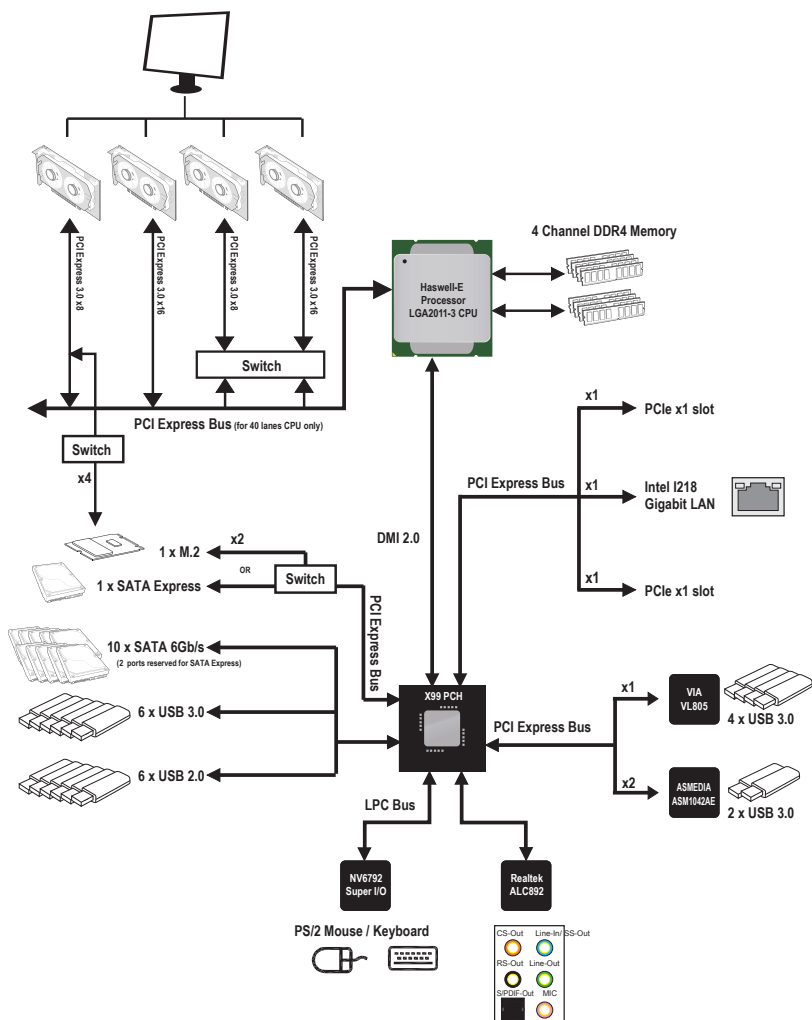 PCI Express 3.0 x8
PCI Express 3.0 x16
PCI Express 3.0 x8
PCI Express 3.0 x16
4 Channel DDR4 Memory
Haswell-E
Processor
LGA2011-3 CPU
Switch
PCI Express Bus (for 40 lanes CPU only)
Switch
x4
x1
PCIe x1 slot
PCI Express Bus
x1
Intel I218
Gigabit LAN
DMI 2.0
x1
PCIe x1 slot
1 x M.2
x2
OR
Switch
1 x SATA Express
PCI Express Bus
10 x SATA 6Gb/s
(2 ports reserved for SATA Express)
6 x USB 3.0
6 x USB 2.0
X99 PCH
PCI Express Bus
x1
VIA
VL805
4 x USB 3.0
x2
ASMEDIA
ASM1042AE
2 x USB 3.0
LPC Bus
NV6792
Super I/O
Realtek
ALC892
PS/2 Mouse / Keyboard
CS-Out
Line-In/ SS-Out
RS-Out
Line-Out
S/PDIF-Out
MIC